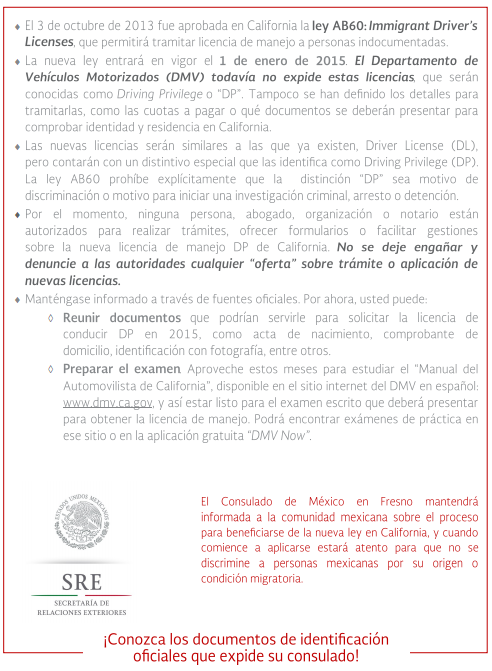 ♦ El 3 de octubre de 2013 fue aprobada en California la ley AB60: Immigrant Driver's
Licenses, que permitirá tramitar licencia de manejo a personas indocumentadas.
♦ La nueva ley entrará en vigor el 1 de enero de 2015. El Departamento de
Vehículos Motorizados (DMV) todavía no expide estas licencias, que serán
conocidas como Driving Privilege o “DP”. Tampoco se han definido los detalles para
tramitarlas, como las cuotas a pagar o qué documentos se deberán presentar para
comprobar identidad y residencia en California.
♦ Las nuevas licencias serán similares a las que ya existen, Driver License (DL),
pero contarán con un distintivo especial que las identifica como Driving Privilege (DP).
La ley AB60 prohíbe explícitamente que la distinción “DP” sea motivo de
discriminación o motivo para iniciar una investigación criminal, arresto o detención.
♦ Por el momento, ninguna persona, abogado, organización o notario están
autorizados para realizar trámites, ofrecer formularios o facilitar gestiones
sobre la nueva licencia de manejo DP de California. No se deje engañar y
denuncie a las autoridades cualquier “oferta” sobre trámite o aplicación de
nuevas licencias.
♦ Manténgase informado a través de fuentes oficiales. Por ahora, usted puede:
◊ Reunir documentos que podrían servirle para solicitar la licencia de
conducir DP en 2015, como acta de nacimiento, comprobante de
domicilio, identificación con fotografía, entre otros.
◊ Preparar el examen. Aproveche estos meses para estudiar el “Manual del
Automovilista de California”, disponible en el sitio internet del DMV en español:
www.dmv.ca.gov, y así estar listo para el examen escrito que deberá presentar
para obtener la licencia de manejo. Podrá encontrar exámenes de práctica en
ese sitio o en la aplicación gratuita “DMV Now”.
ESTADOS UNIDOS MEXICANOS
SRE
SECRETARÍA DE
RELACIONES EXTERIORES
El Consulado de México en Fresno mantendrá
informada a la comunidad mexicana sobre el proceso
para beneficiarse de la nueva ley en California, y cuando
comience a aplicarse estará atento para que no se
discrimine a personas mexicanas por su origen o
condición migratoria.
¡Conozca los documentos de identificación
oficiales que expide su consulado!